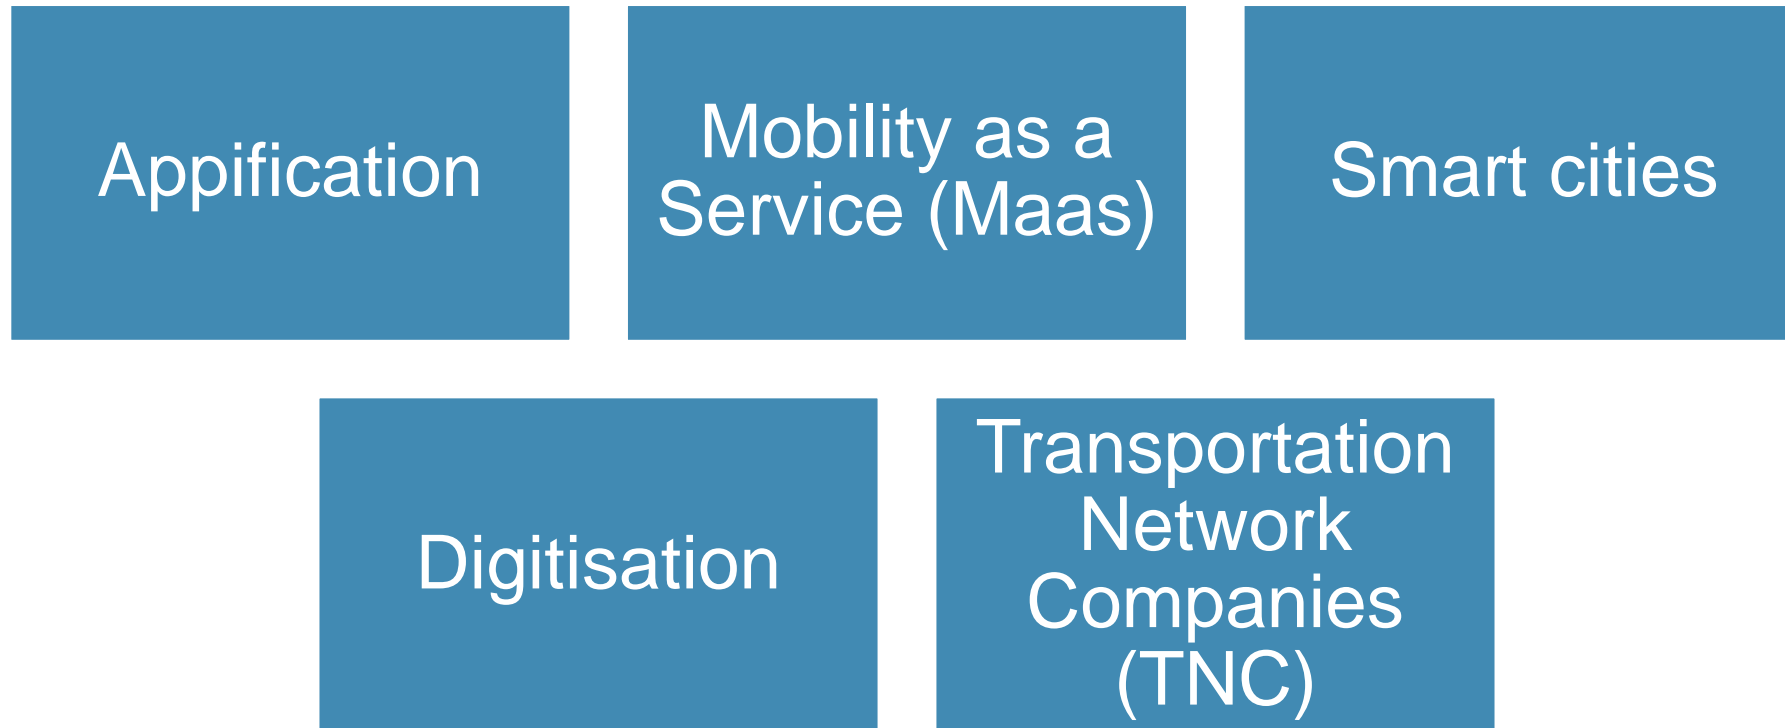 Appification
Mobility as a
Service (Maas)
Smart cities
Digitisation
Transportation
Network
Companies
(TNC)